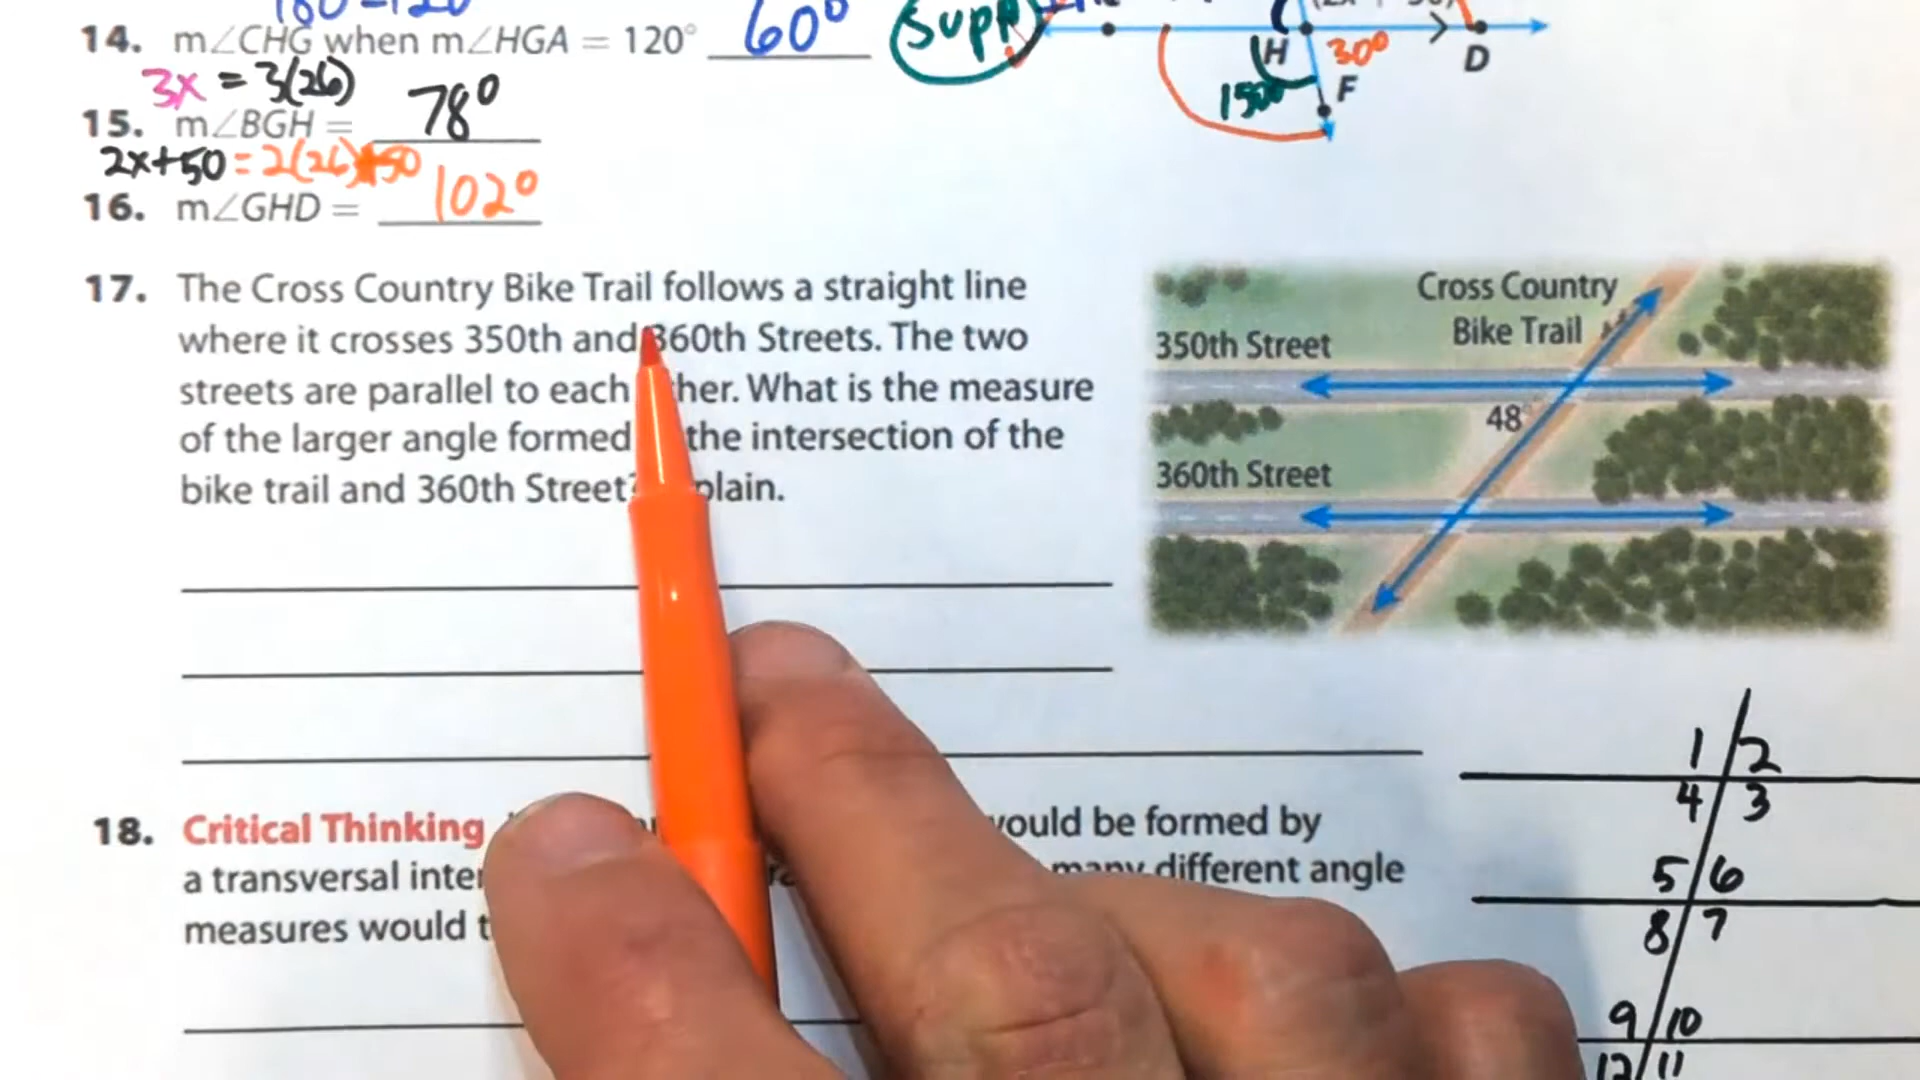 180-120
14. m∠CHG when m∠HGA = 120° 60° Supp
3x = 3(26)
15. m∠BGH = 78°
2x+50 = 2(26)+50
16. m∠GHD = 102°
H 30° D
150° F
17. The Cross Country Bike Trail follows a straight line
where it crosses 350th and 360th Streets. The two
streets are parallel to each her. What is the measure
of the larger angle formed the intersection of the
bike trail and 360th Street? plain.
Cross Country
Bike Trail
350th Street
48°
360th Street
18. Critical Thinking would be formed by
a transversal many different angle
measures would
1 2
4 3
5 6
8 7
9 10
12 11